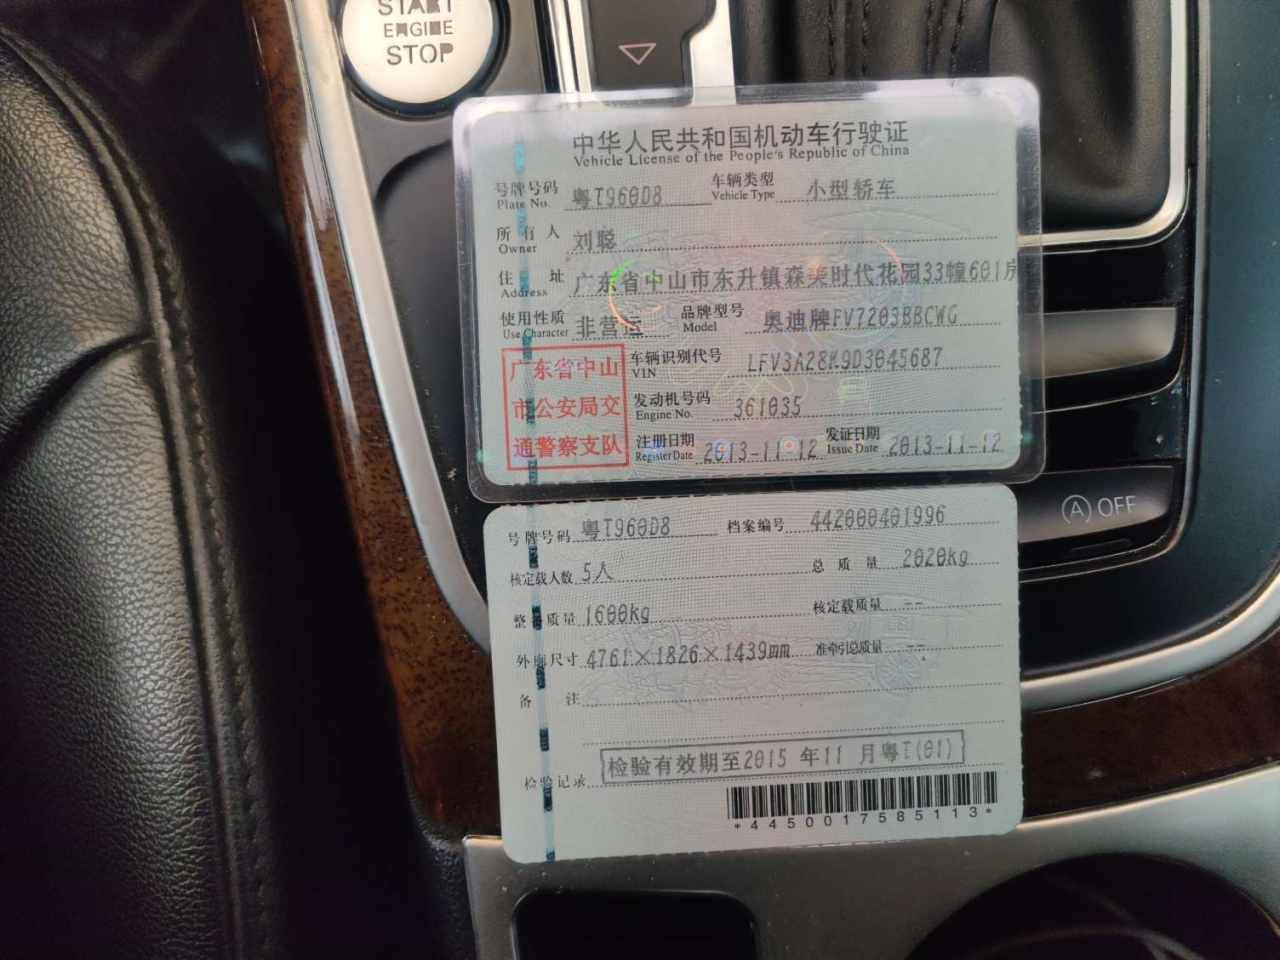 START
ENGINE
STOP
中华人民共和国机动车行驶证
Vehicle License of the People's Republic of China
号牌号码 粤T960D8 车辆类型 小型轿车
Plate No. Vehicle Type
所有人 刘聪
Owner
住址 广东省中山市东升镇森美时代花园33幢601房
Address
使用性质 非营运 品牌型号 奥迪牌FV7203BBCWG
Use Character Model
车辆识别代号 LFV3A28K9D3045687
VIN
广东省中山
市公安局交
通警察支队
发动机号码 361035
Engine No.
注册日期 2013-11-12 发证日期 2013-11-12
Register Date Issue Date
OFF
号牌号码 粤T960D8 档案编号 442000401996
核定载人数 5人 总质量 2020kg
整备质量 1600kg 核定载质量 --
外廓尺寸 4761×1826×1439mm 准牵引总质量 --
备注
检验记录 检验有效期至2015年11月粤T(01)
*4450017585113*